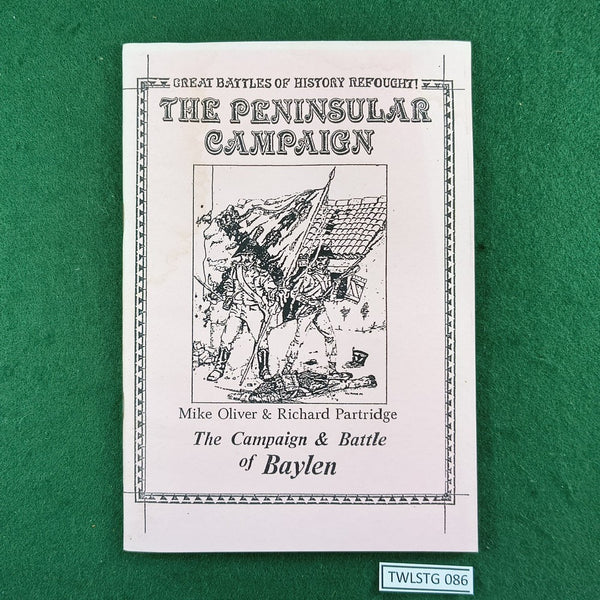 GREAT BATTLES OF HISTORY REFOUGHT!
THE PENINSULAR
CAMPAIGN
Mike Oliver & Richard Partridge
The Campaign & Battle
of Baylen
TWLSTG 086